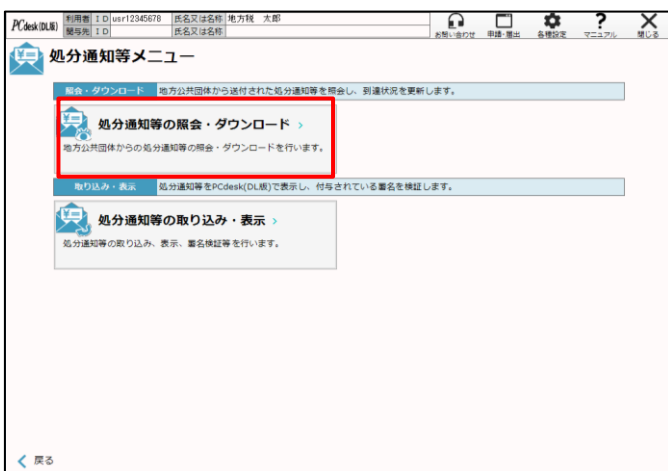 PCdesk(DL版) 利用者 ID usr12345678 氏名又は名称 地方税 太郎
関与先 ID 氏名又は名称
お問い合わせ 申請・届出 各種設定 マニュアル 閉じる
処分通知等メニュー
照会・ダウンロード 地方公共団体から送付された処分通知等を照会し、到達状況を更新します。
処分通知等の照会・ダウンロード >
地方公共団体からの処分通知等の照会・ダウンロードを行います。
取り込み・表示 処分通知等をPCdesk(DL版)で表示し、付与されている署名を検証します。
処分通知等の取り込み・表示 >
処分通知等の取り込み、表示、署名検証等を行います。
戻る